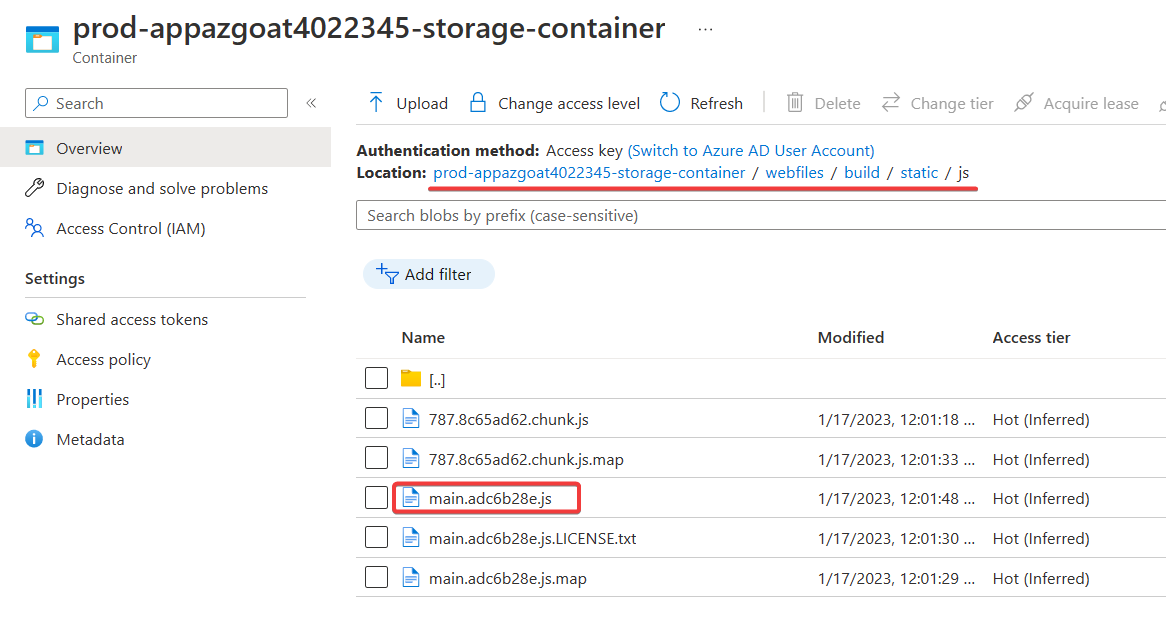 prod-appazgoat4022345-storage-container ...
Container
Search «
Upload Change access level Refresh Delete Change tier Acquire lease
Overview
Diagnose and solve problems
Access Control (IAM)
Settings
Shared access tokens
Access policy
Properties
Metadata
Authentication method: Access key (Switch to Azure AD User Account)
Location: prod-appazgoat4022345-storage-container / webfiles / build / static / js
Search blobs by prefix (case-sensitive)
Add filter
Name Modified Access tier
[..]
787.8c65ad62.chunk.js 1/17/2023, 12:01:18 ... Hot (Inferred)
787.8c65ad62.chunk.js.map 1/17/2023, 12:01:33 ... Hot (Inferred)
main.adc6b28e.js 1/17/2023, 12:01:48 ... Hot (Inferred)
main.adc6b28e.js.LICENSE.txt 1/17/2023, 12:01:30 ... Hot (Inferred)
main.adc6b28e.js.map 1/17/2023, 12:01:29 ... Hot (Inferred)